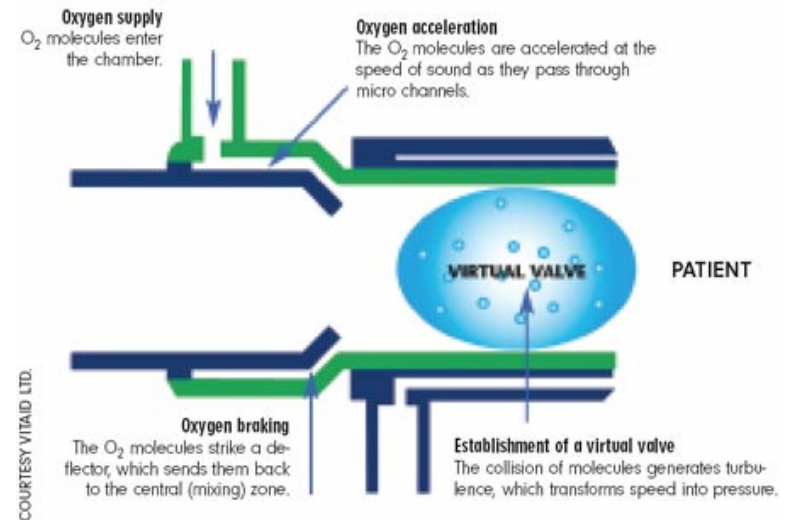 Oxygen supply
O2 molecules enter
the chamber.
Oxygen acceleration
The O2 molecules are accelerated at the
speed of sound as they pass through
micro channels.
VIRTUAL VALVE
PATIENT
Oxygen braking
The O2 molecules strike a de-
flector, which sends them back
to the central (mixing) zone.
Establishment of a virtual valve
The collision of molecules generates turbu-
lence, which transforms speed into pressure.
COURTESY VITAID LTD.